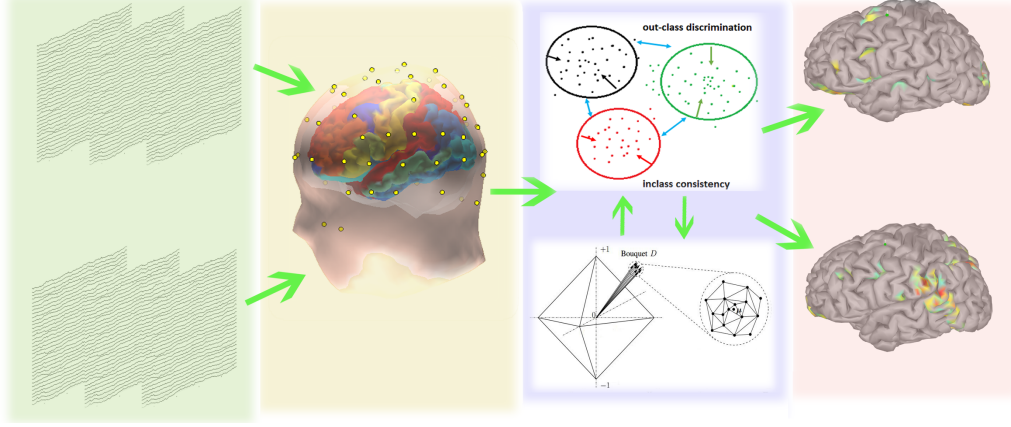 out-class discrimination
inclass consistency
+1
Bouquet D
0
μ
−1